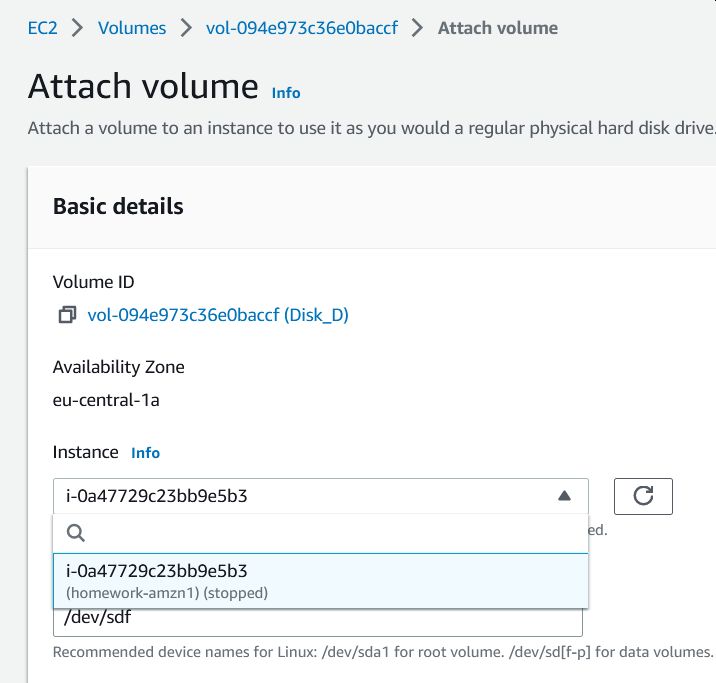 EC2 > Volumes > vol-094e973c36e0baccf > Attach volume
Attach volume Info
Attach a volume to an instance to use it as you would a regular physical hard disk drive.
Basic details
Volume ID
vol-094e973c36e0baccf (Disk_D)
Availability Zone
eu-central-1a
Instance Info
i-0a47729c23bb9e5b3
ed.
i-0a47729c23bb9e5b3
(homework-amzn1) (stopped)
/dev/sdf
Recommended device names for Linux: /dev/sda1 for root volume. /dev/sd[f-p] for data volumes.